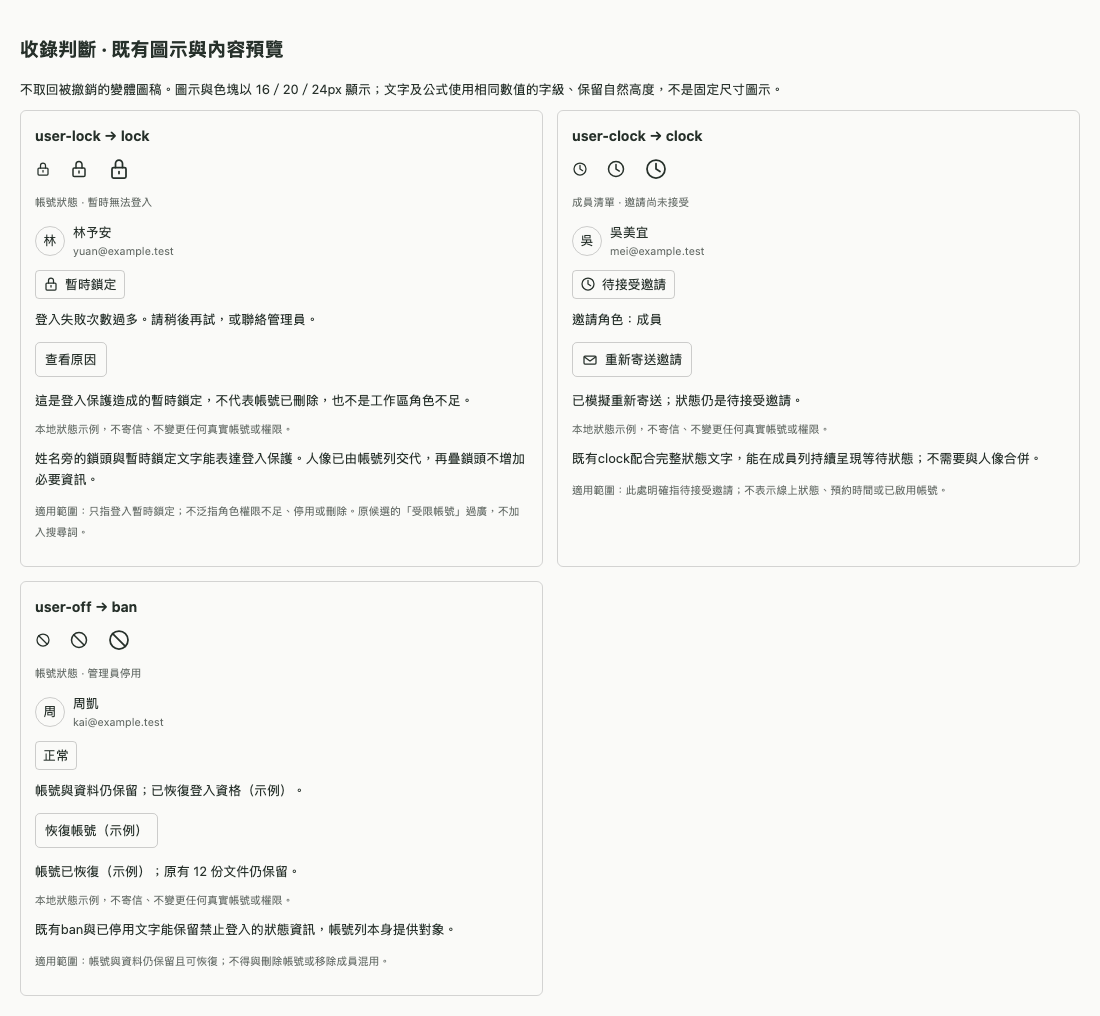 收錄判斷 · 既有圖示與內容預覽
不取回被撤銷的變體圖稿。圖示與色塊以 16 / 20 / 24px 顯示；文字及公式使用相同數值的字級、保留自然高度，不是固定尺寸圖示。
user-lock → lock
帳號狀態 · 暫時無法登入
林
林予安
yuan@example.test
暫時鎖定
登入失敗次數過多。請稍後再試，或聯絡管理員。
查看原因
這是登入保護造成的暫時鎖定，不代表帳號已刪除，也不是工作區角色不足。
本地狀態示例，不寄信、不變更任何真實帳號或權限。
姓名旁的鎖頭與暫時鎖定文字能表達登入保護。人像已由帳號列交代，再疊鎖頭不增加
必要資訊。
適用範圍：只指登入暫時鎖定；不泛指角色權限不足、停用或刪除。原候選的「受限帳號」過廣，不加
入搜尋詞。
user-clock → clock
成員清單 · 邀請尚未接受
吳
吳美宜
mei@example.test
待接受邀請
邀請角色：成員
重新寄送邀請
已模擬重新寄送；狀態仍是待接受邀請。
本地狀態示例，不寄信、不變更任何真實帳號或權限。
既有clock配合完整狀態文字，能在成員列持續呈現等待狀態；不需要與人像合併。
適用範圍：此處明確指待接受邀請；不表示線上狀態、預約時間或已啟用帳號。
user-off → ban
帳號狀態 · 管理員停用
周
周凱
kai@example.test
正常
帳號與資料仍保留；已恢復登入資格（示例）。
恢復帳號（示例）
帳號已恢復（示例）；原有 12 份文件仍保留。
本地狀態示例，不寄信、不變更任何真實帳號或權限。
既有ban與已停用文字能保留禁止登入的狀態資訊，帳號列本身提供對象。
適用範圍：帳號與資料仍保留且可恢復；不得與刪除帳號或移除成員混用。